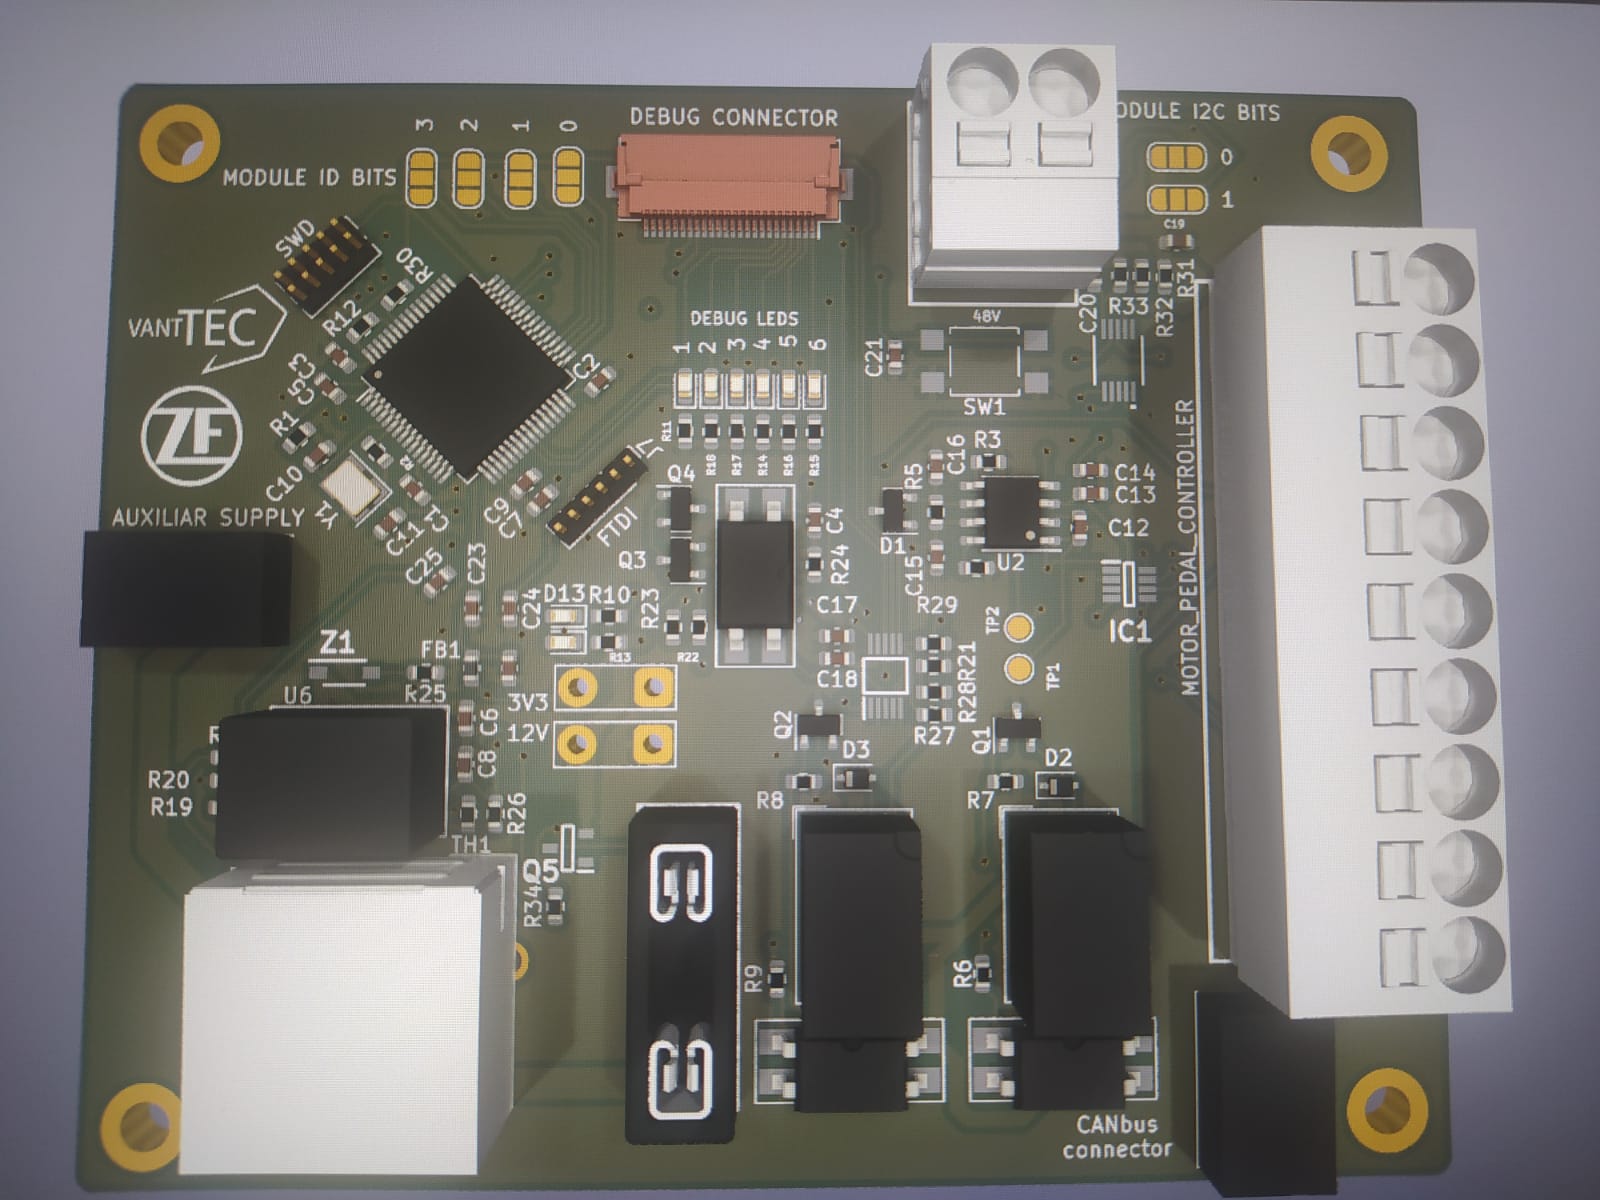 DEBUG CONNECTOR
MODULE I2C BITS
0
1
3
2
1
0
MODULE ID BITS
SWD
R30
R12
C3
C5
R1
C10
Y1
R2
C1
C11
C25
C2
C9
C7
FTDI
VANTTEC
ZF
AUXILIAR SUPPLY
DEBUG LEDS
1 2 3 4 5 6
R11
R18
R17
R14
R16
R15
48V
SW1
C21
C20
R33
R32
R31
C19
MOTOR_PEDAL_CONTROLLER
Q4
Q3
C4
R24
R5
C16
R3
C14
C13
C12
D1
C15
U2
IC1
C23
C24
D13
R10
R23
R13
R22
C17
C18
R29
R21
R28
R27
TP2
TP1
Z1
FB1
U6
R25
C6
C8
3V3
12V
R20
R19
R26
TH1
Q5
R34
Q2
D3
R8
Q1
D2
R7
R9
R6
CANbus
connector